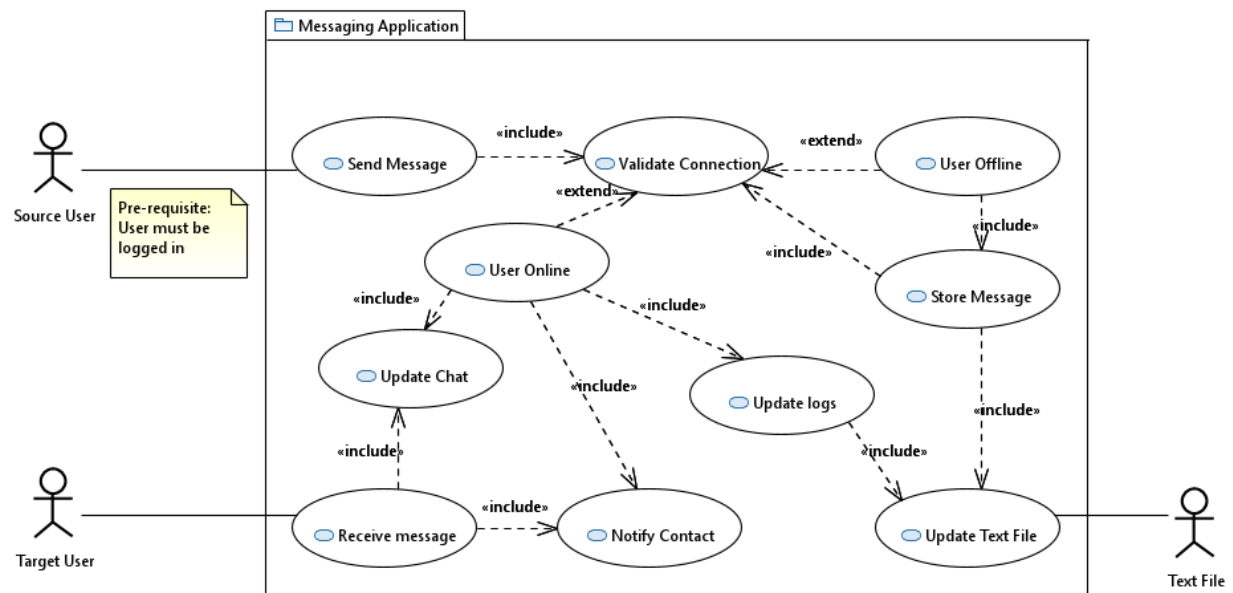 Messaging Application
«include»
«extend»
Send Message
Validate Connection
User Offline
«extend»
Source User
Pre-requisite:
User must be
logged in
«include»
«include»
User Online
«include»
«include»
Store Message
Update Chat
«include»
Update logs
«include»
«include»
«include»
«include»
Receive message
Notify Contact
Update Text File
Target User
Text File